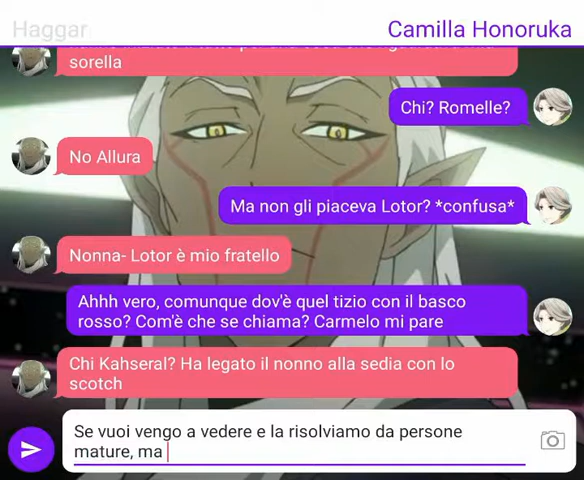 Haggar
Camilla Honoruka
sorella
Chi? Romelle?
No Allura
Ma non gli piaceva Lotor? *confusa*
Nonna- Lotor è mio fratello
Ahhh vero, comunque dov'è quel tizio con il basco
rosso? Com'è che se chiama? Carmelo mi pare
Chi Kahseral? Ha legato il nonno alla sedia con lo
scotch
Se vuoi vengo a vedere e la risolviamo da persone
mature, ma